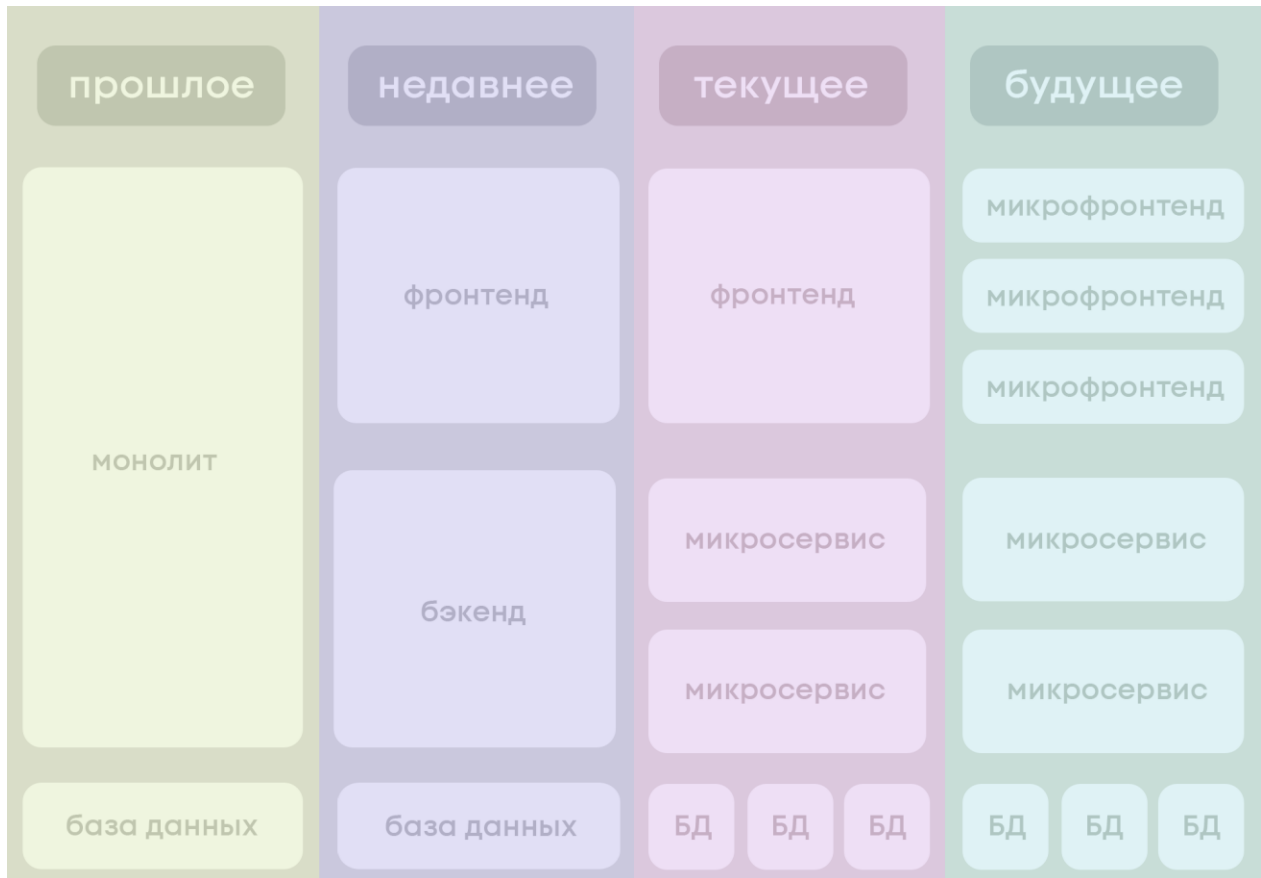 прошлое
монолит
база данных
недавнее
фронтенд
бэкенд
база данных
текущее
фронтенд
микросервис
микросервис
БД
БД
БД
будущее
микрофронтенд
микрофронтенд
микрофронтенд
микросервис
микросервис
БД
БД
БД